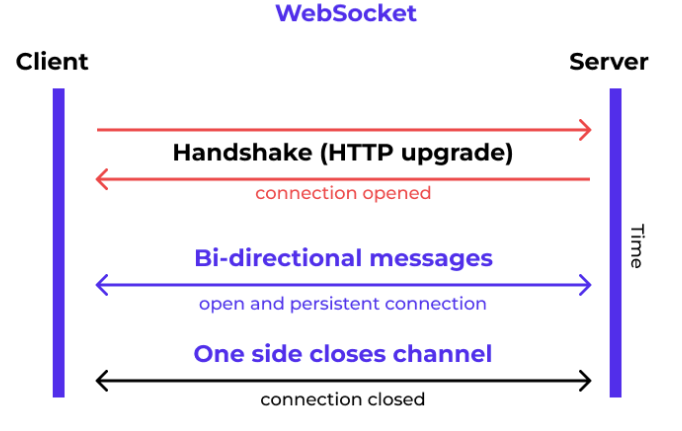 WebSocket
Client
Server
Handshake (HTTP upgrade)
connection opened
Time
Bi-directional messages
open and persistent connection
One side closes channel
connection closed